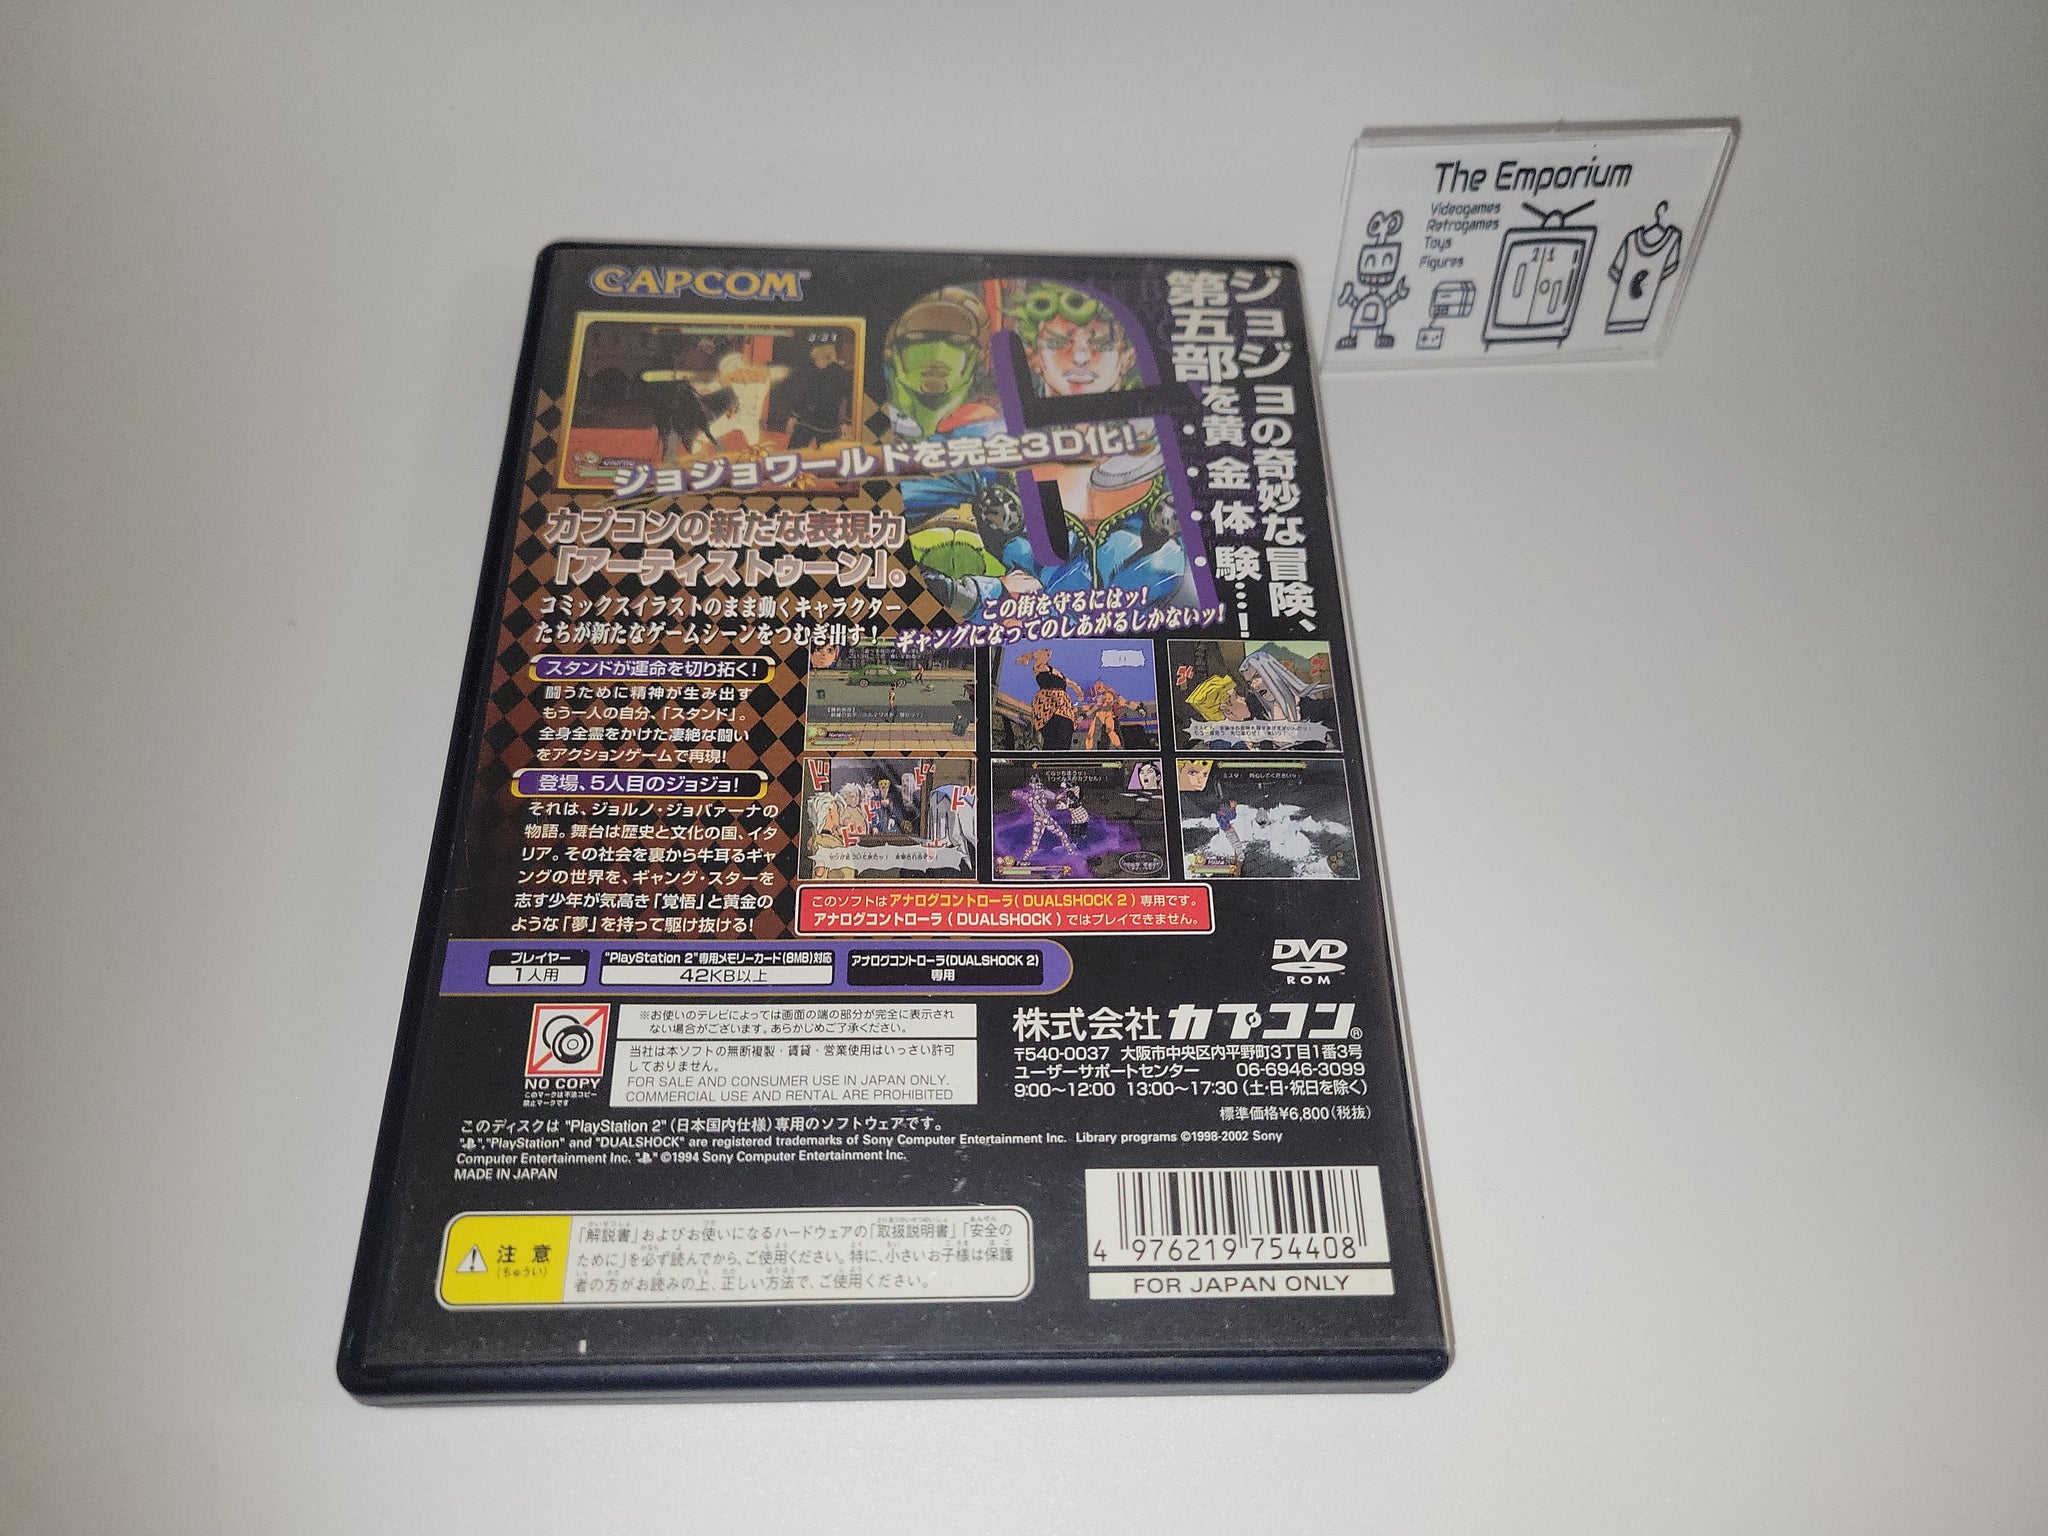 The Emporium
Videogames
Retrogames
Toys
Figures
CAPCOM
ジョジョの奇妙な冒険、
第五部を黄金体験…!
ジョジョワールドを完全3D化!
カプコンの新たな表現力
「アーティストゥーン」。
コミックスイラストのまま動くキャラクター
たちが新たなゲームシーンをつむぎ出す!
この街を守るにはッ!
ギャングになってのしあがるしかないッ!
スタンドが運命を切り拓く!
闘うために精神が生み出す
もう一人の自分、「スタンド」。
全身全霊をかけた凄絶な闘い
をアクションゲームで再現!
登場、5人目のジョジョ!
それは、ジョルノ・ジョバァーナの
物語。舞台は歴史と文化の国、イタ
リア。その社会を裏から牛耳るギャ
ングの世界を、ギャング・スターを
志す少年が気高き「覚悟」と黄金の
ような「夢」を持って駆け抜ける!
このソフトはアナログコントローラ(DUALSHOCK 2)専用です。
アナログコントローラ(DUALSHOCK)ではプレイできません。
プレイヤー
1人用
"PlayStation 2"専用メモリーカード(8MB)対応
42KB以上
アナログコントローラ(DUALSHOCK 2)
専用
DVD
ROM
NO COPY
このマークは不法コピー
禁止マークです
※お使いのテレビによっては画面の端の部分が完全に表示され
ない場合がございます。あらかじめご了承ください。
当社は本ソフトの無断複製・賃貸・営業使用はいっさい許可
しておりません。
FOR SALE AND CONSUMER USE IN JAPAN ONLY.
COMMERCIAL USE AND RENTAL ARE PROHIBITED
株式会社カプコン®
〒540-0037 大阪市中央区内平野町3丁目1番3号
ユーザーサポートセンター 06-6946-3099
9:00〜12:00 13:00〜17:30(土・日・祝日を除く)
標準価格¥6,800(税抜)
このディスクは "PlayStation 2"(日本国内仕様)専用のソフトウェアです。
"PlayStation" and "DUALSHOCK" are registered trademarks of Sony Computer Entertainment Inc. Library programs ©1998-2002 Sony
Computer Entertainment Inc. ©1994 Sony Computer Entertainment Inc.
MADE IN JAPAN
注意
(ちゅうい)
「解説書」およびお使いになるハードウェアの「取扱説明書」「安全の
ために」を必ず読んでから、ご使用ください。特に、小さいお子様は保護
者の方がお読みの上、正しい方法で、ご使用ください。
4 976219 754408
FOR JAPAN ONLY